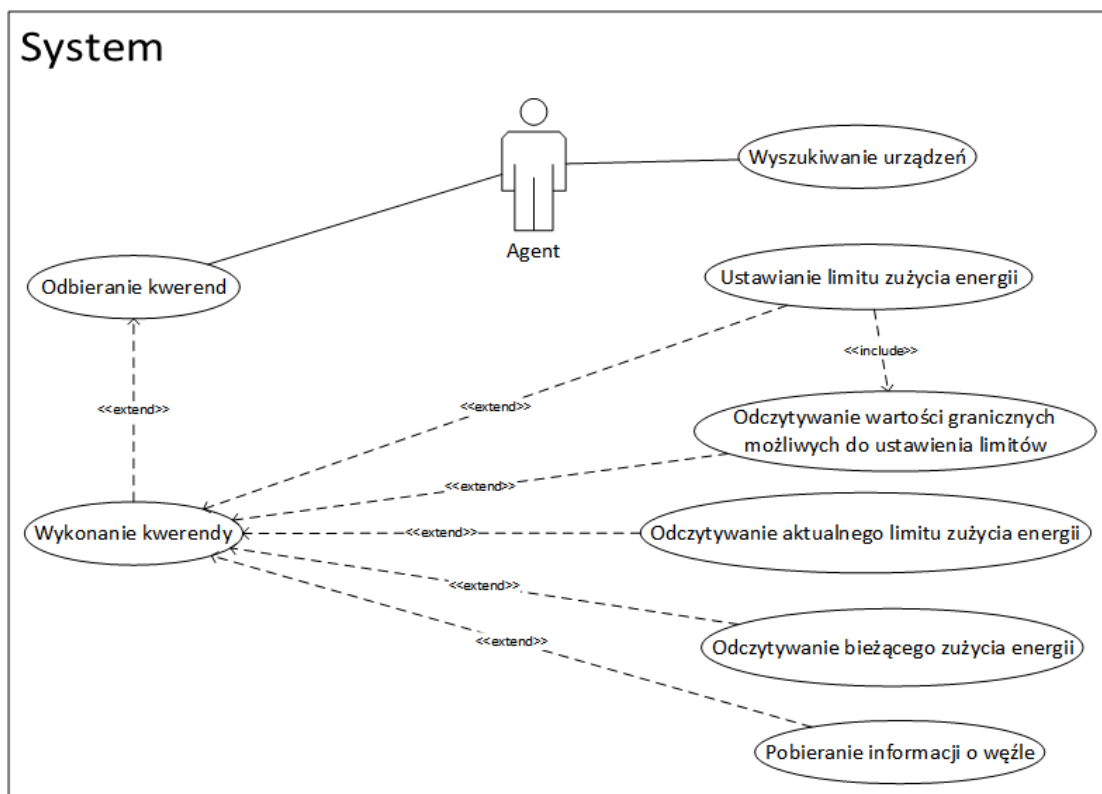 System
Wyszukiwanie urządzeń
Agent
Odbieranie kwerend
Ustawianie limitu zużycia energii
<<include>>
<<extend>>
<<extend>>
Odczytywanie wartości granicznych
możliwych do ustawienia limitów
<<extend>>
Wykonanie kwerendy
<<extend>>
Odczytywanie aktualnego limitu zużycia energii
<<extend>>
Odczytywanie bieżącego zużycia energii
<<extend>>
Pobieranie informacji o węźle